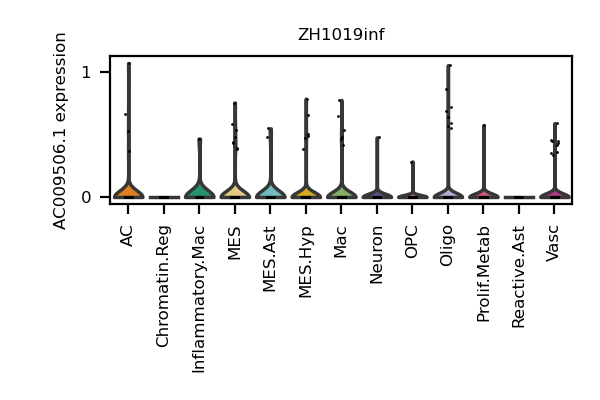 ZH1019inf
AC009506.1 expression
1
0
AC
Chromatin.Reg
Inflammatory.Mac
MES
MES.Ast
MES.Hyp
Mac
Neuron
OPC
Oligo
Prolif.Metab
Reactive.Ast
Vasc